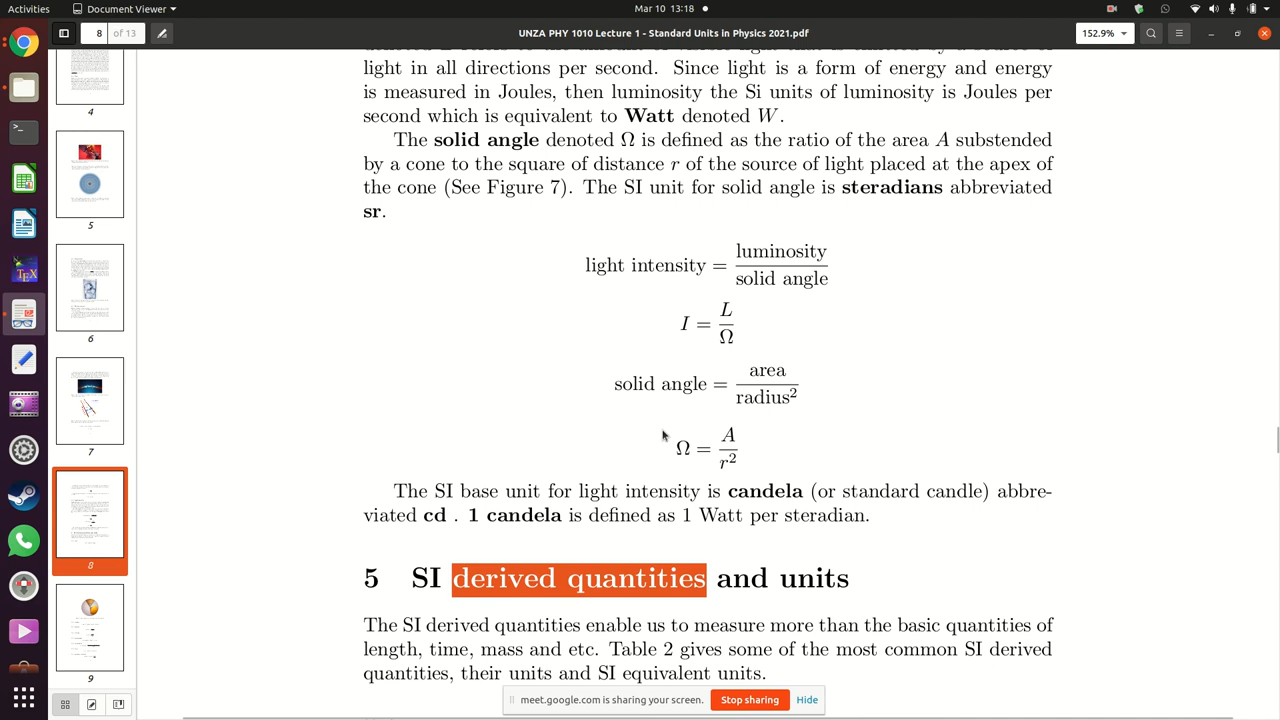 Activities
Document Viewer
Mar 10 13:18
8 of 13
UNZA PHY 1010 Lecture 1 - Standard Units in Physics 2021.pdf
152.9%
4
5
6
7
8
9
light in all directions per second. Since light is a form of energy and energy
is measured in Joules, then luminosity the Si units of luminosity is Joules per
second which is equivalent to Watt denoted W.
The solid angle denoted Ω is defined as the ratio of the area A substended
by a cone to the square of distance r of the source of light placed at the apex of
the cone (See Figure 7). The SI unit for solid angle is steradians abbreviated
sr.
light intensity = luminosity / solid angle
I = L / Ω
solid angle = area / radius²
Ω = A / r²
The SI base unit for light intensity is candela (or standard candle) abbre-
viated cd . 1 candela is defined as 1 Watt per steradian.
5 SI derived quantities and units
The SI derived quantities enable us to measure more than the basic quantities of
length, time, mass and etc. Table 2 gives some of the most common SI derived
quantities, their units and SI equivalent units.
meet.google.com is sharing your screen.
Stop sharing
Hide